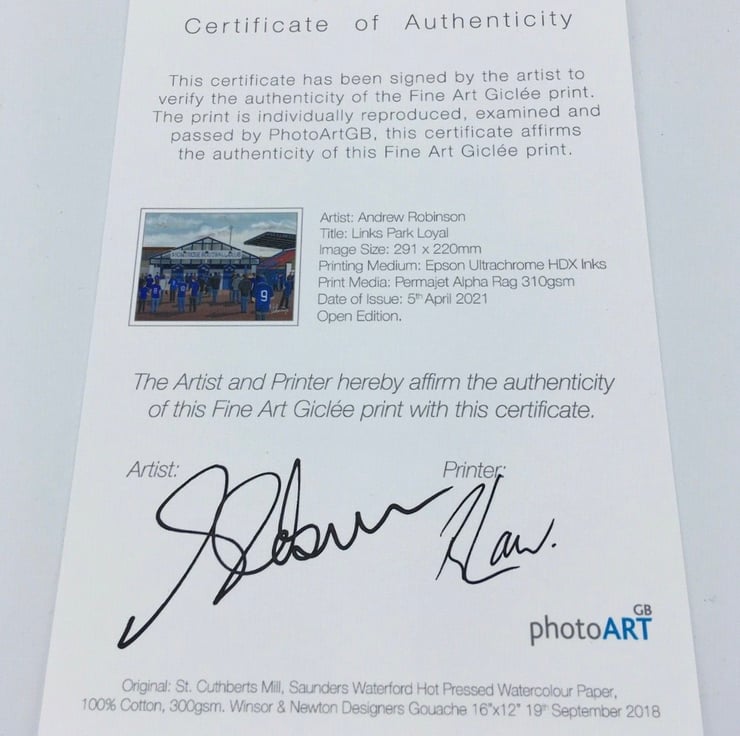 Certificate of Authenticity
This certificate has been signed by the artist to
verify the authenticity of the Fine Art Giclée print.
The print is individually reproduced, examined and
passed by PhotoArtGB, this certificate affirms
the authenticity of this Fine Art Giclée print.
9
Artist: Andrew Robinson
Title: Links Park Loyal
Image Size: 291 x 220mm
Printing Medium: Epson Ultrachrome HDX Inks
Print Media: Permajet Alpha Rag 310gsm
Date of Issue: 5th April 2021
Open Edition.
The Artist and Printer hereby affirm the authenticity
of this Fine Art Giclée print with this certificate.
Artist: Printer:
GB
photoART
Original: St. Cuthberts Mill, Saunders Waterford Hot Pressed Watercolour Paper,
100% Cotton, 300gsm. Winsor & Newton Designers Gouache 16"x12" 19th September 2018